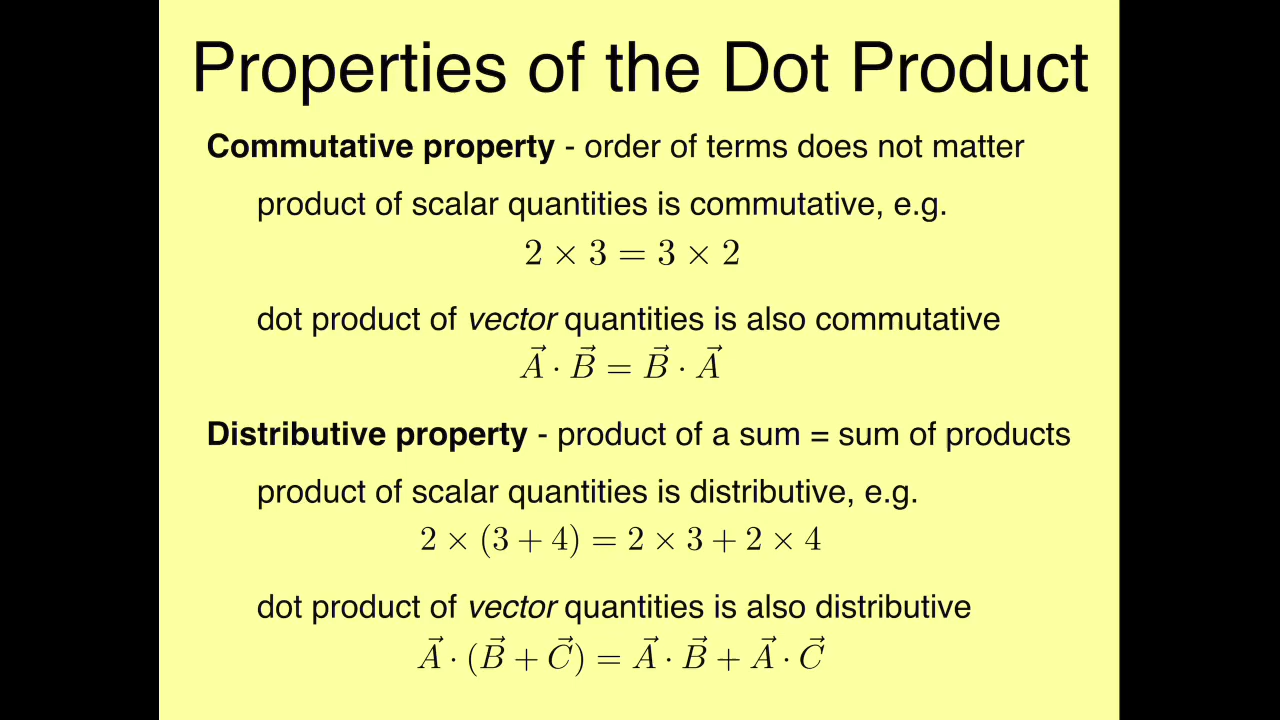 Properties of the Dot Product
Commutative property - order of terms does not matter
product of scalar quantities is commutative, e.g.
2 × 3 = 3 × 2
dot product of vector quantities is also commutative
A⃗ · B⃗ = B⃗ · A⃗
Distributive property - product of a sum = sum of products
product of scalar quantities is distributive, e.g.
2 × (3 + 4) = 2 × 3 + 2 × 4
dot product of vector quantities is also distributive
A⃗ · (B⃗ + C⃗) = A⃗ · B⃗ + A⃗ · C⃗